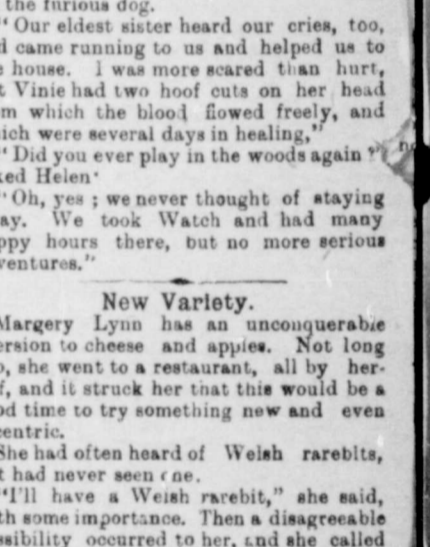 the furious dog.
"Our eldest sister heard our cries, too,
d came running to us and helped us to
e house. I was more scared than hurt,
t Vinie had two hoof cuts on her head
m which the blood flowed freely, and
ich were several days in healing,"
"Did you ever play in the woods again?"
ked Helen·
"Oh, yes ; we never thought of staying
ay. We took Watch and had many
ppy hours there, but no more serious
ventures."
New Variety.
Margery Lynn has an unconquerable
ersion to cheese and apples. Not long
o, she went to a restaurant, all by her-
f, and it struck her that this would be a
od time to try something new and even
centric.
She had often heard of Welsh rarebits,
t had never seen one.
"I'll have a Welsh rarebit," she said,
th some importance. Then a disagreeable
ssibility occurred to her, and she called